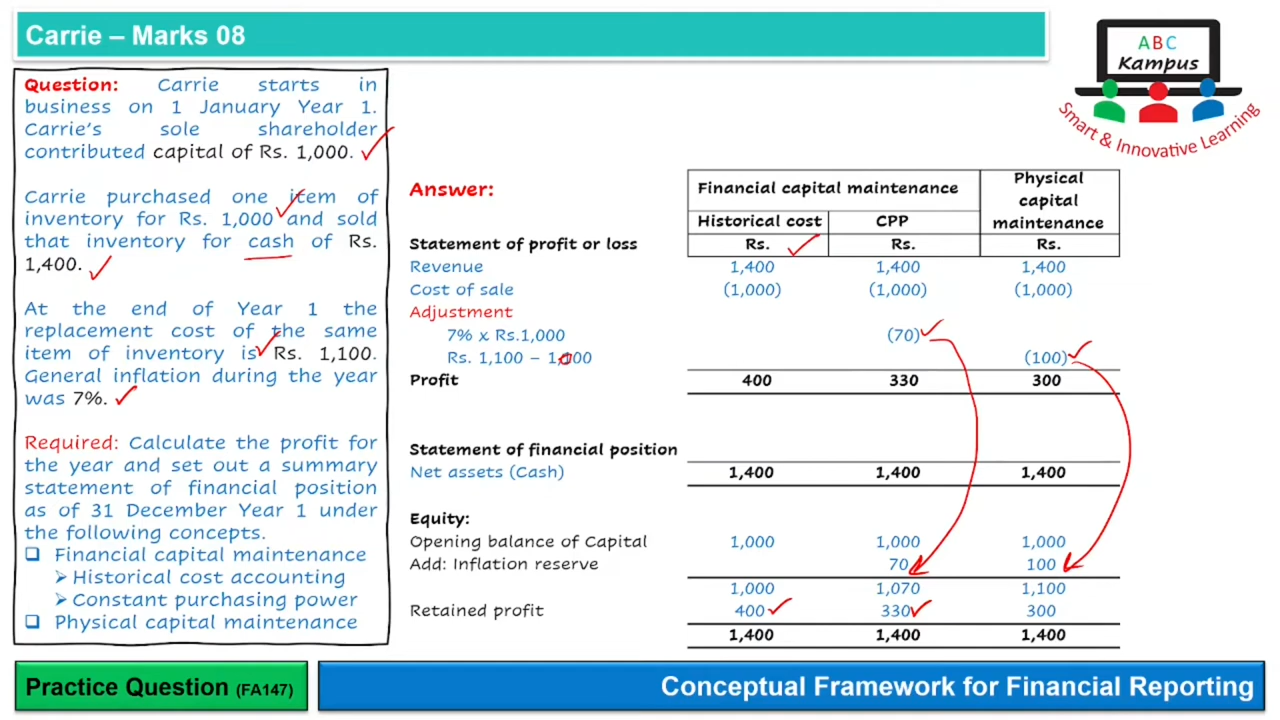 Carrie – Marks 08
ABC
Kampus
Smart & Innovative Learning
Question: Carrie starts in
business on 1 January Year 1.
Carrie's sole shareholder
contributed capital of Rs. 1,000.
Carrie purchased one item of
inventory for Rs. 1,000 and sold
that inventory for cash of Rs.
1,400.
At the end of Year 1 the
replacement cost of the same
item of inventory is Rs. 1,100.
General inflation during the year
was 7%.
Required: Calculate the profit for
the year and set out a summary
statement of financial position
as of 31 December Year 1 under
the following concepts.
❑ Financial capital maintenance
➢ Historical cost accounting
➢ Constant purchasing power
❑ Physical capital maintenance
Answer:
Financial capital maintenance
Physical
capital
maintenance
Historical cost CPP
Statement of profit or loss Rs. Rs. Rs.
Revenue 1,400 1,400 1,400
Cost of sale (1,000) (1,000) (1,000)
Adjustment
7% x Rs.1,000 (70)
Rs. 1,100 – 1,000 (100)
Profit 400 330 300
Statement of financial position
Net assets (Cash) 1,400 1,400 1,400
Equity:
Opening balance of Capital 1,000 1,000 1,000
Add: Inflation reserve 70 100
1,000 1,070 1,100
Retained profit 400 330 300
1,400 1,400 1,400
Practice Question (FA147)
Conceptual Framework for Financial Reporting